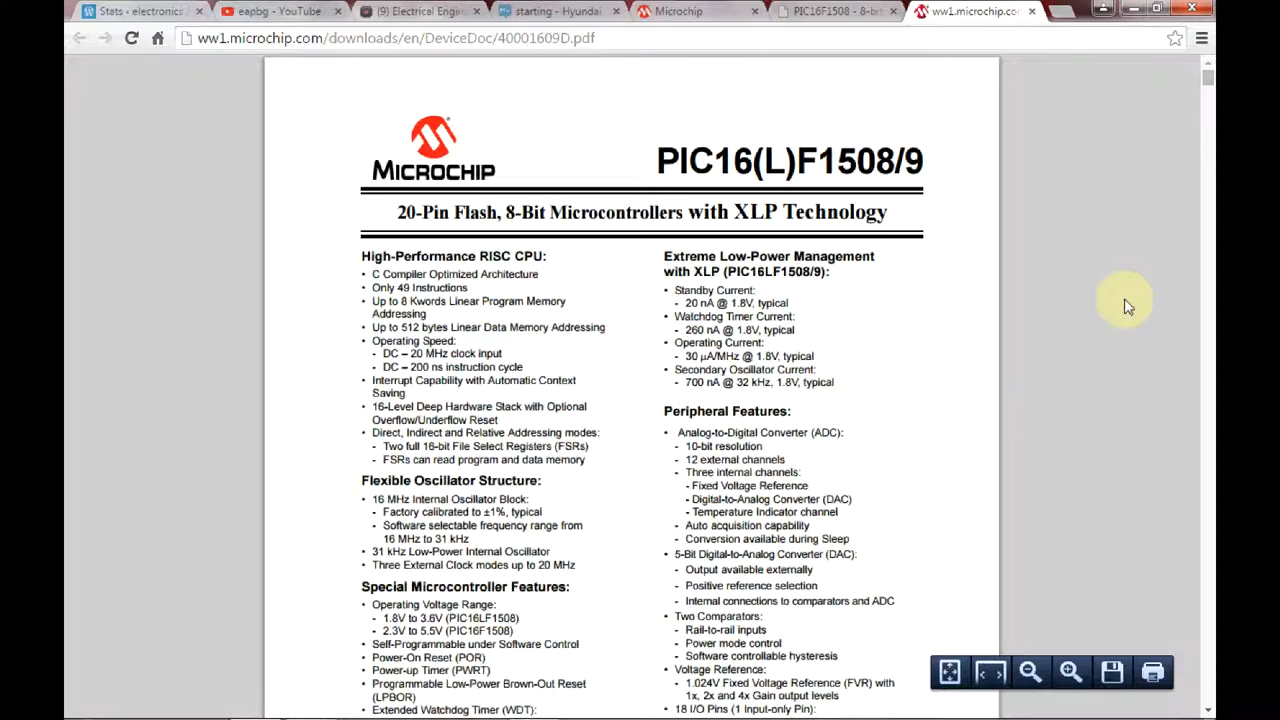 Stats - electronics
eapbg - YouTube
(9) Electrical Engin
starting - Hyundai
Microchip
PIC16F1508 - 8-bit
ww1.microchip.co
ww1.microchip.com/downloads/en/DeviceDoc/40001609D.pdf
MICROCHIP
PIC16(L)F1508/9
20-Pin Flash, 8-Bit Microcontrollers with XLP Technology
High-Performance RISC CPU:
• C Compiler Optimized Architecture
• Only 49 Instructions
• Up to 8 Kwords Linear Program Memory
Addressing
• Up to 512 bytes Linear Data Memory Addressing
• Operating Speed:
- DC – 20 MHz clock input
- DC – 200 ns instruction cycle
• Interrupt Capability with Automatic Context
Saving
• 16-Level Deep Hardware Stack with Optional
Overflow/Underflow Reset
• Direct, Indirect and Relative Addressing modes:
- Two full 16-bit File Select Registers (FSRs)
- FSRs can read program and data memory
Flexible Oscillator Structure:
• 16 MHz Internal Oscillator Block:
- Factory calibrated to ±1%, typical
- Software selectable frequency range from
16 MHz to 31 kHz
• 31 kHz Low-Power Internal Oscillator
• Three External Clock modes up to 20 MHz
Special Microcontroller Features:
• Operating Voltage Range:
- 1.8V to 3.6V (PIC16LF1508)
- 2.3V to 5.5V (PIC16F1508)
• Self-Programmable under Software Control
• Power-On Reset (POR)
• Power-up Timer (PWRT)
• Programmable Low-Power Brown-Out Reset
(LPBOR)
• Extended Watchdog Timer (WDT):
Extreme Low-Power Management
with XLP (PIC16LF1508/9):
• Standby Current:
- 20 nA @ 1.8V, typical
• Watchdog Timer Current:
- 260 nA @ 1.8V, typical
• Operating Current:
- 30 μA/MHz @ 1.8V, typical
• Secondary Oscillator Current:
- 700 nA @ 32 kHz, 1.8V, typical
Peripheral Features:
• Analog-to-Digital Converter (ADC):
- 10-bit resolution
- 12 external channels
- Three internal channels:
- Fixed Voltage Reference
- Digital-to-Analog Converter (DAC)
- Temperature Indicator channel
- Auto acquisition capability
- Conversion available during Sleep
• 5-Bit Digital-to-Analog Converter (DAC):
- Output available externally
- Positive reference selection
- Internal connections to comparators and ADC
• Two Comparators:
- Rail-to-rail inputs
- Power mode control
- Software controllable hysteresis
• Voltage Reference:
- 1.024V Fixed Voltage Reference (FVR) with
1x, 2x and 4x Gain output levels
• 18 I/O Pins (1 Input-only Pin):